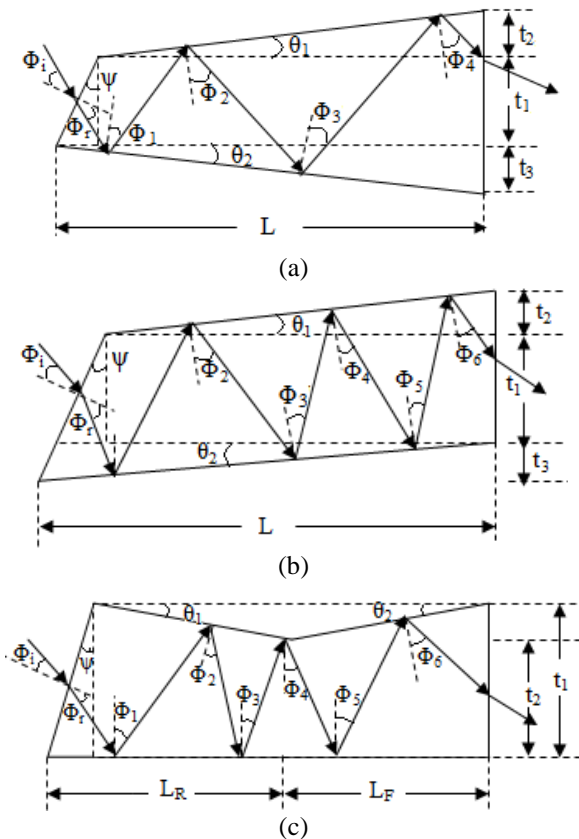 Φi ψ θ1 t2
Φr Φ1 Φ2 Φ3 Φ4 t1
θ2 t3
L
(a)
Φi ψ θ1 t2
Φr Φ2 Φ3 Φ4 Φ5 Φ6 t1
θ2 t3
L
(b)
Φi ψ θ1 θ2
Φr Φ1 Φ2 Φ3 Φ4 Φ5 Φ6 t2 t1
LR LF
(c)